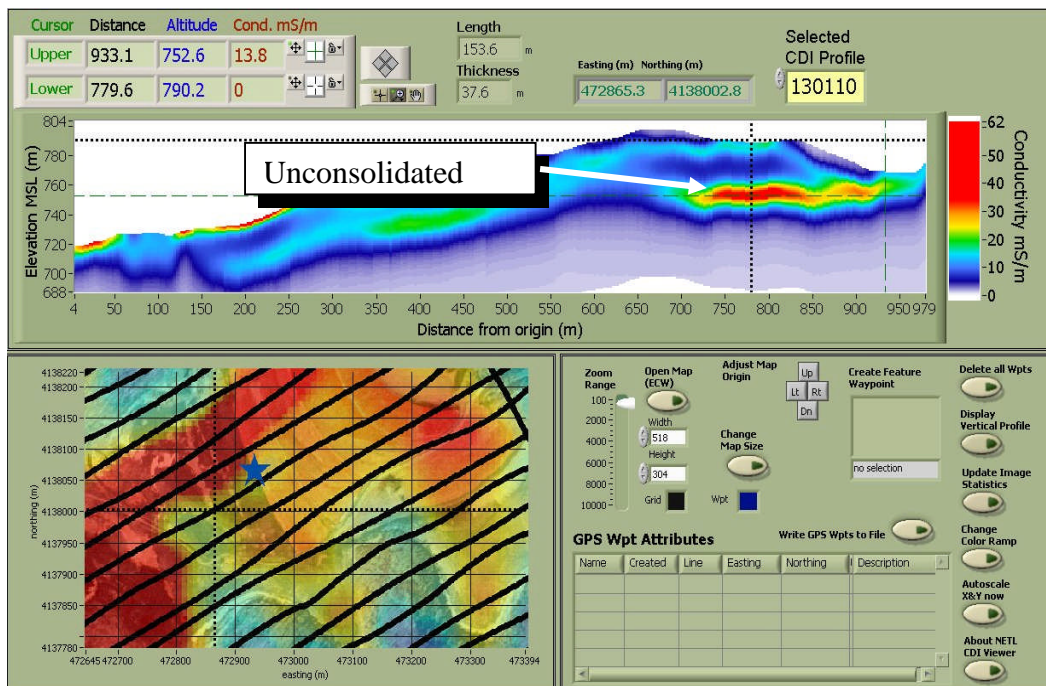 Cursor Distance Altitude Cond. mS/m
Upper 933.1 752.6 13.8
Lower 779.6 790.2 0
Length
153.6 m
Thickness
37.6 m
Easting (m) Northing (m)
472865.3 4138002.8
Selected
CDI Profile
130110
Elevation MSL (m)
804
780
760
740
720
700
688
Unconsolidated
4 50 100 150 200 250 300 350 400 450 500 550 600 650 700 750 800 850 900 950 979
Distance from origin (m)
62
50
40
30
20
10
0
Conductivity mS/m
northing (m)
4138220
4138200
4138150
4138100
4138050
4138000
4137950
4137900
4137850
4137780
472645 472700 472800 472900 473000 473100 473200 473300 473394
easting (m)
Zoom
Range
100
2000
4000
6000
8000
10000
Open Map
(ECW)
Width
518
Height
304
Grid
Wpt
Adjust Map
Origin
Up
Lt Rt
Dn
Change
Map Size
Create Feature
Waypoint
no selection
Write GPS Wpts to File
GPS Wpt Attributes
Name Created Line Easting Northing Description
Delete all Wpts
Display
Vertical Profile
Update Image
Statistics
Change
Color Ramp
Autoscale
X&Y now
About NETL
CDI Viewer